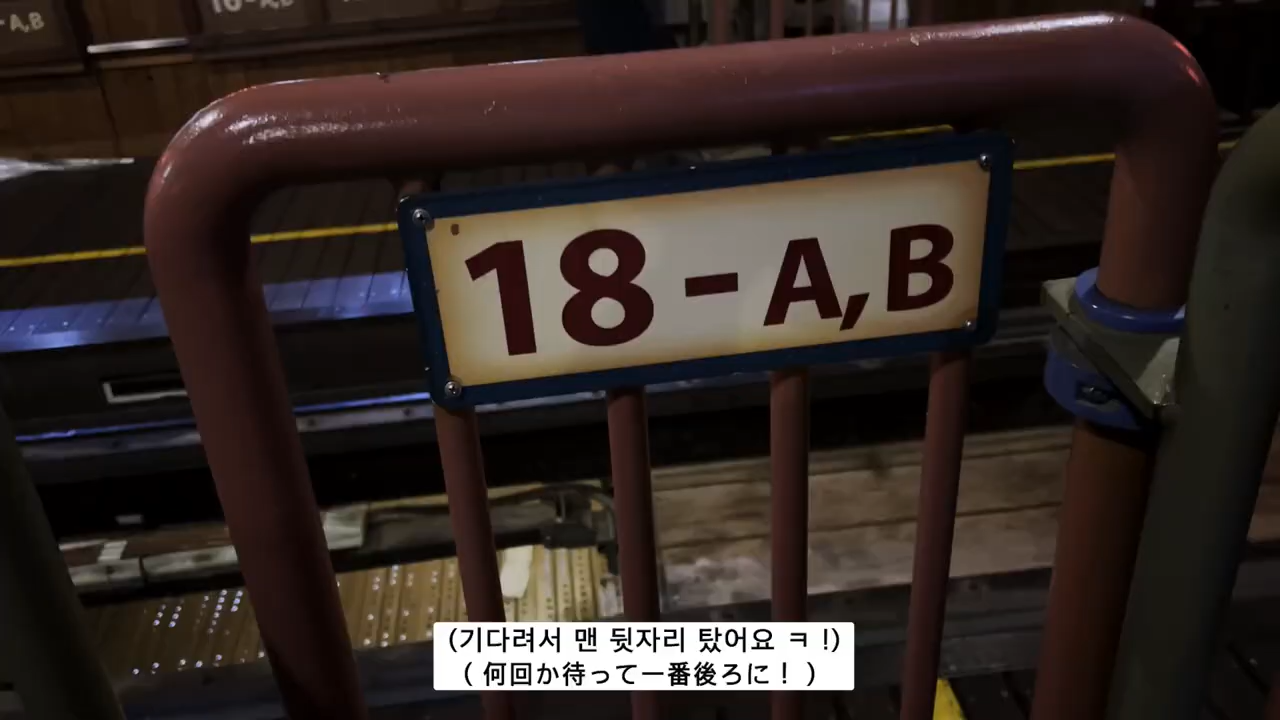 -A,B
18-A,B
(기다려서 맨 뒷자리 탔어요 ㅋ !)
( 何回か待って一番後ろに！ )